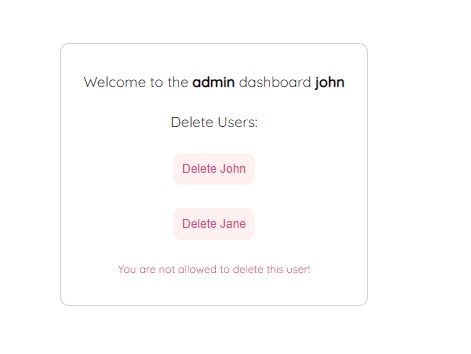 Welcome to the admin dashboard john
Delete Users:
Delete John
Delete Jane
You are not allowed to delete this user!